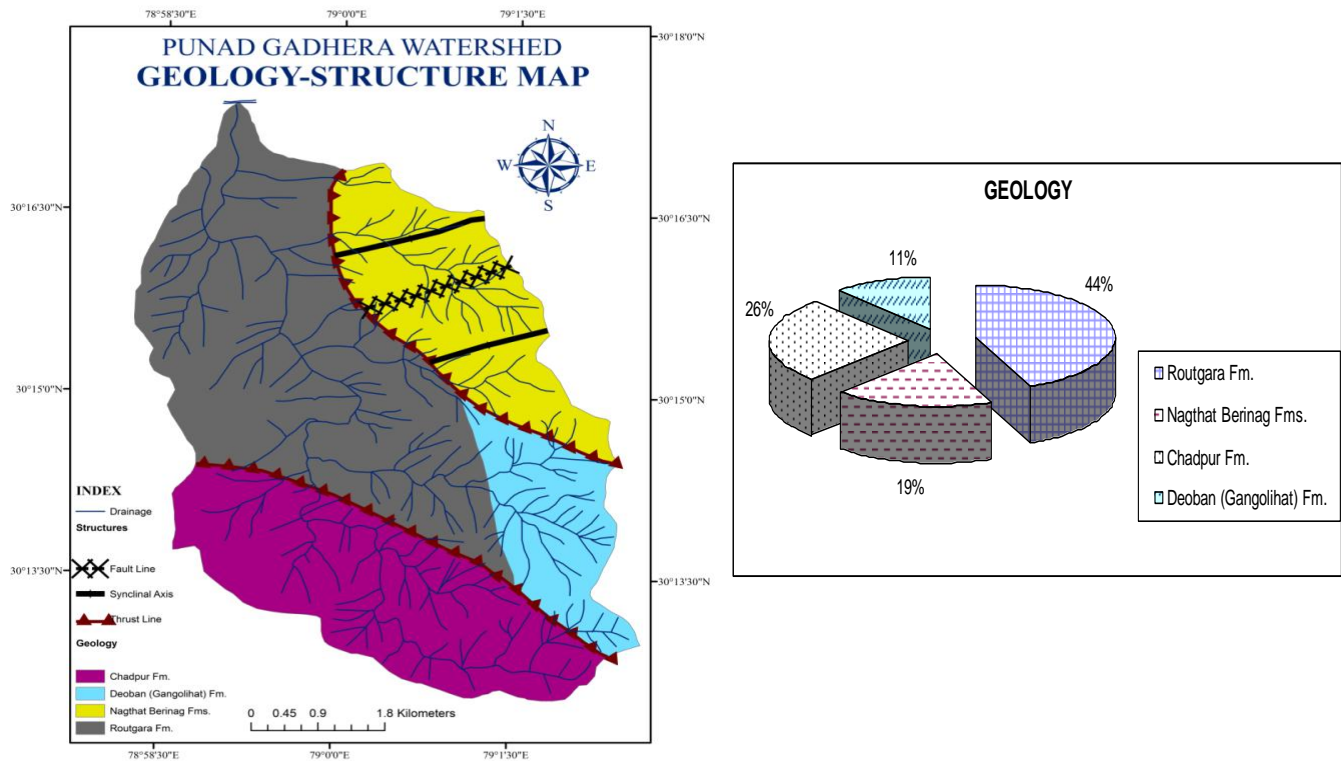 78°58'30"E 79°0'0"E 79°1'30"E
PUNAD GADHERA WATERSHED
GEOLOGY-STRUCTURE MAP
30°18'0"N
N
W E
S
30°16'30"N 30°16'30"N
30°15'0"N 30°15'0"N
30°13'30"N 30°13'30"N
INDEX
Drainage
Structures
Fault Line
Synclinal Axis
Thrust Line
Geology
Chadpur Fm.
Deoban (Gangolihat) Fm.
Nagthat Berinag Fms.
Routgara Fm.
0 0.45 0.9 1.8 Kilometers
78°58'30"E 79°0'0"E 79°1'30"E
GEOLOGY
11%
44%
26%
19%
Routgara Fm.
Nagthat Berinag Fms.
Chadpur Fm.
Deoban (Gangolihat) Fm.